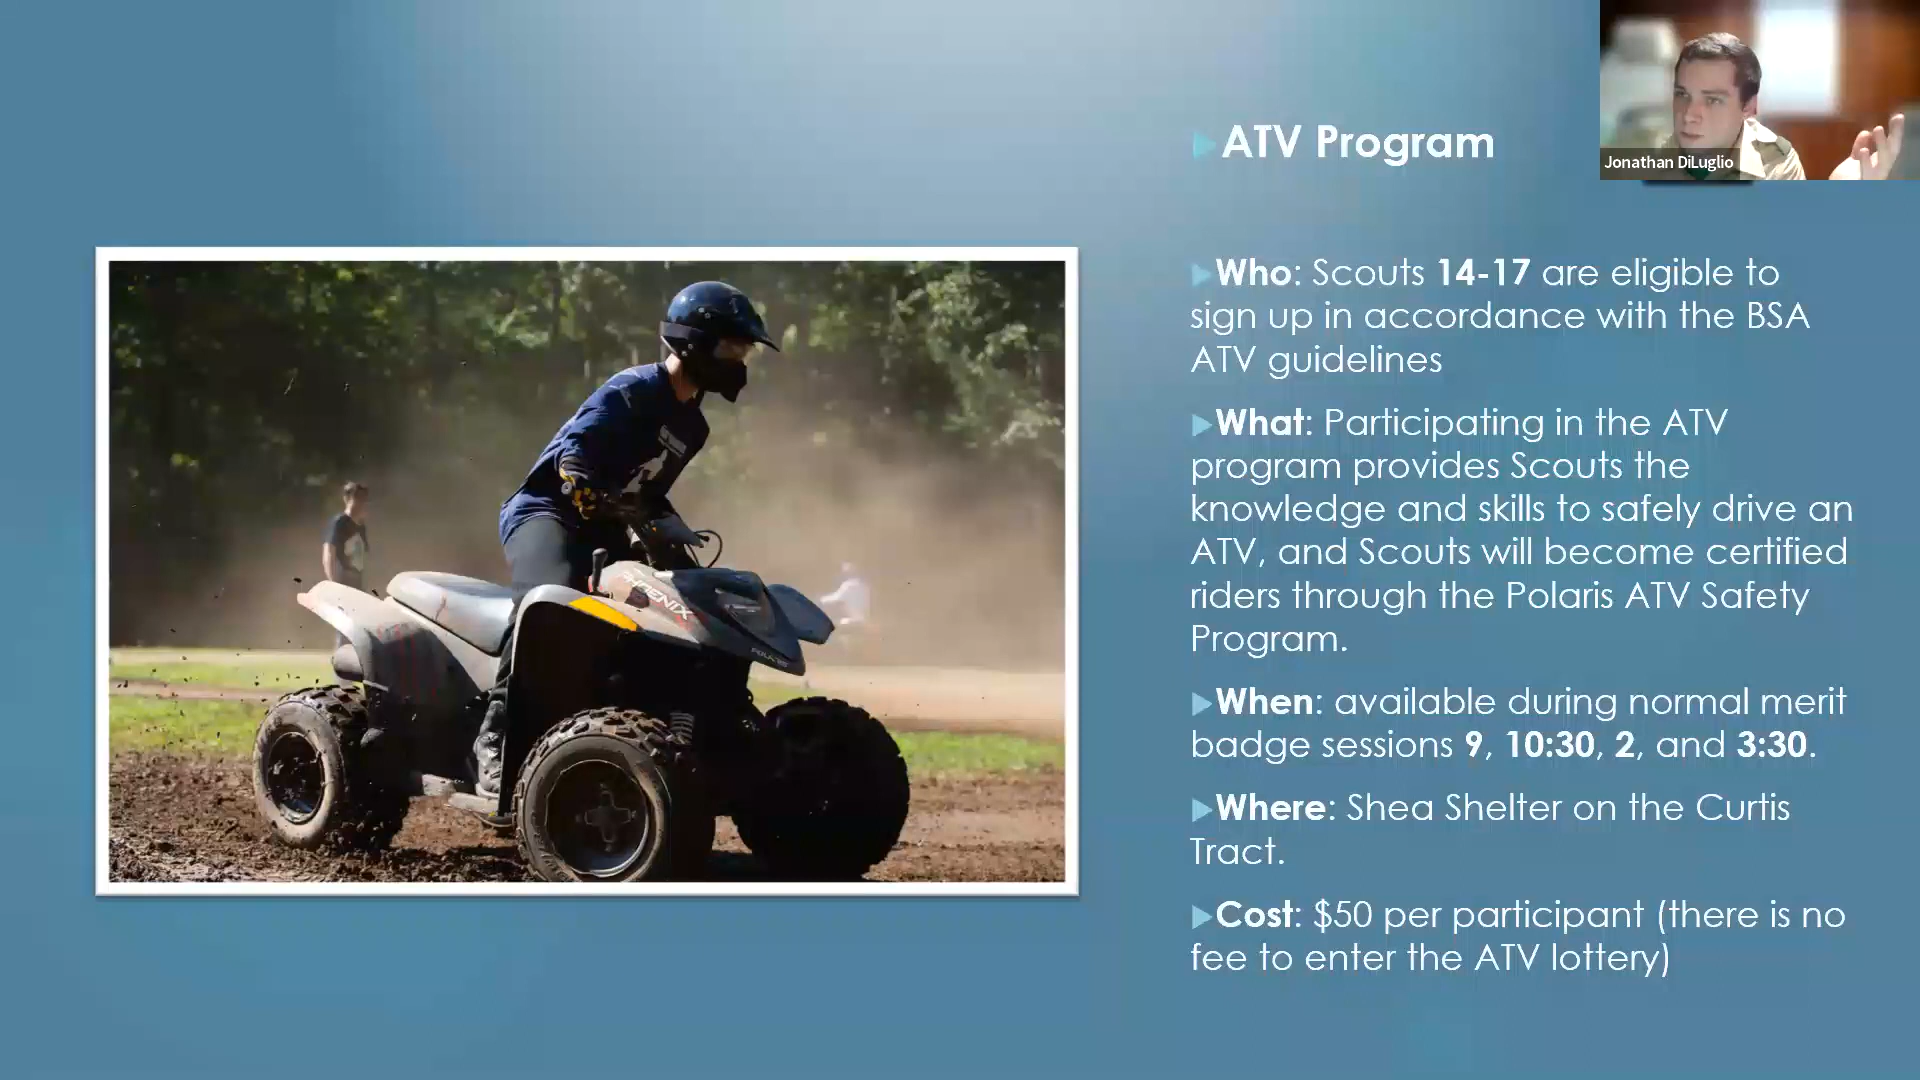 ATV Program
Jonathan DiLuglio
Who: Scouts 14-17 are eligible to
sign up in accordance with the BSA
ATV guidelines
What: Participating in the ATV
program provides Scouts the
knowledge and skills to safely drive an
ATV, and Scouts will become certified
riders through the Polaris ATV Safety
Program.
When: available during normal merit
badge sessions 9, 10:30, 2, and 3:30.
Where: Shea Shelter on the Curtis
Tract.
Cost: $50 per participant (there is no
fee to enter the ATV lottery)
PHOENIX
POLARIS